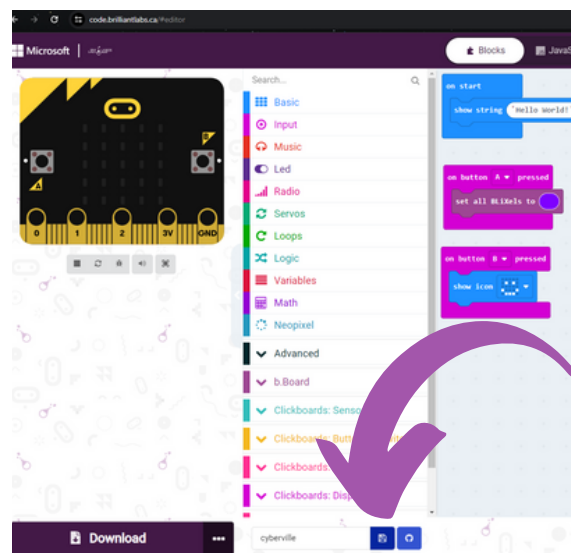 code.brilliantlabs.ca/#editor
Microsoft
Blocks
JavaS
Search...
Basic
Input
Music
Led
Radio
Servos
Loops
Logic
Variables
Math
Neopixel
Advanced
b.Board
Clickboards: Senso
Clickboards: Butt
Clickboards:
Clickboards: Disp
on start
show string "Hello World!"
on button A pressed
set all BLiXels to
on button B pressed
show icon
A
B
0 1 2 3V GND
Download
...
cyberville